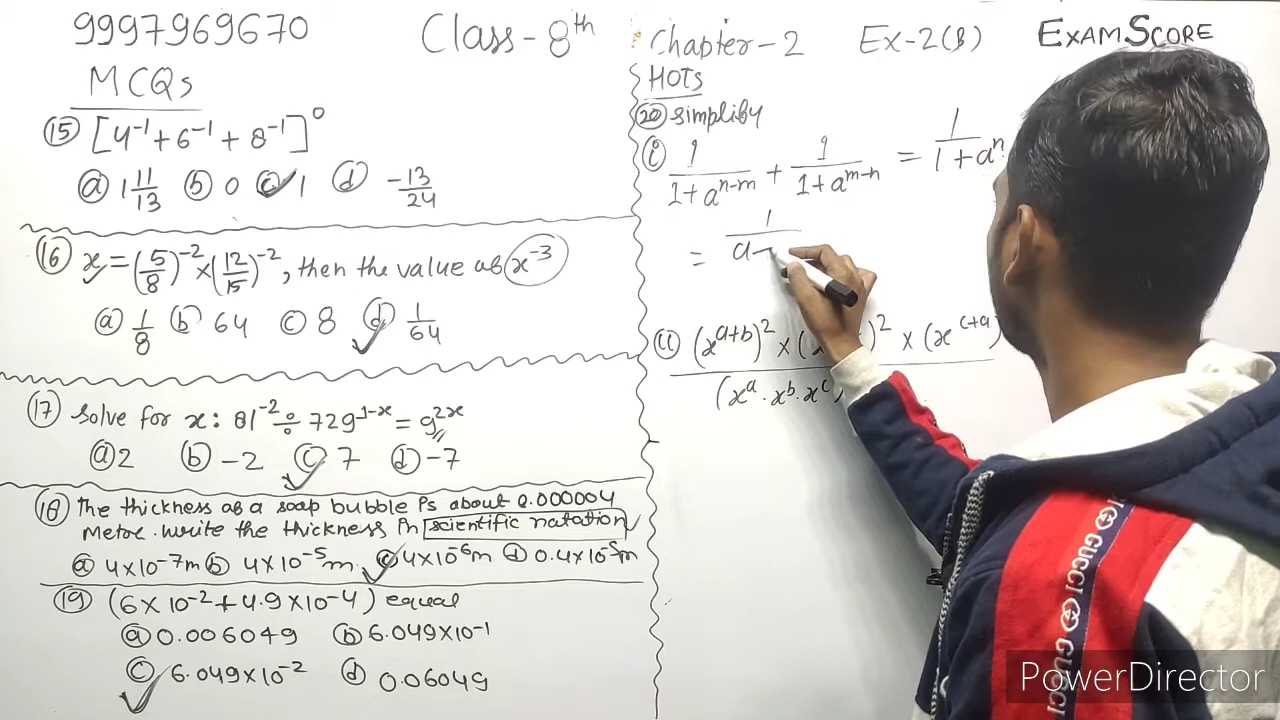 9997969670 Class-8th Chapter-2 Ex-2(B) EXAMSCORE
MCQs
15 [4⁻¹+6⁻¹+8⁻¹]⁰
a 1 11/13 b 0 c 1 d -13/24
16 x=(5/8)⁻²×(12/15)⁻², then the value as x⁻³
a 1/8 b 64 c 8 d 1/64
17 solve for x: 81⁻²÷729¹⁻ˣ=9²ˣ
a 2 b -2 c 7 d -7
18 The thickness as a soap bubble is about 0.000004
metre. write the thickness in scientific notation
a 4×10⁻⁷m b 4×10⁻⁵m c 4×10⁻⁶m d 0.4×10⁻⁵m
19 (6×10⁻²+4.9×10⁻⁴) equal
a 0.006049 b 6.049×10⁻¹
c 6.049×10⁻² d 0.06049
HOTS
20 simplify
i 1/(1+aⁿ⁻ᵐ) + 1/(1+aᵐ⁻ⁿ) = 1/(1+aⁿ
= 1/a
ii (xᵃ⁺ᵇ)²×( )²×(xᶜ⁺ᵃ)
(xᵃ.xᵇ.xᶜ)
GUCCI GUCCI
PowerDirector